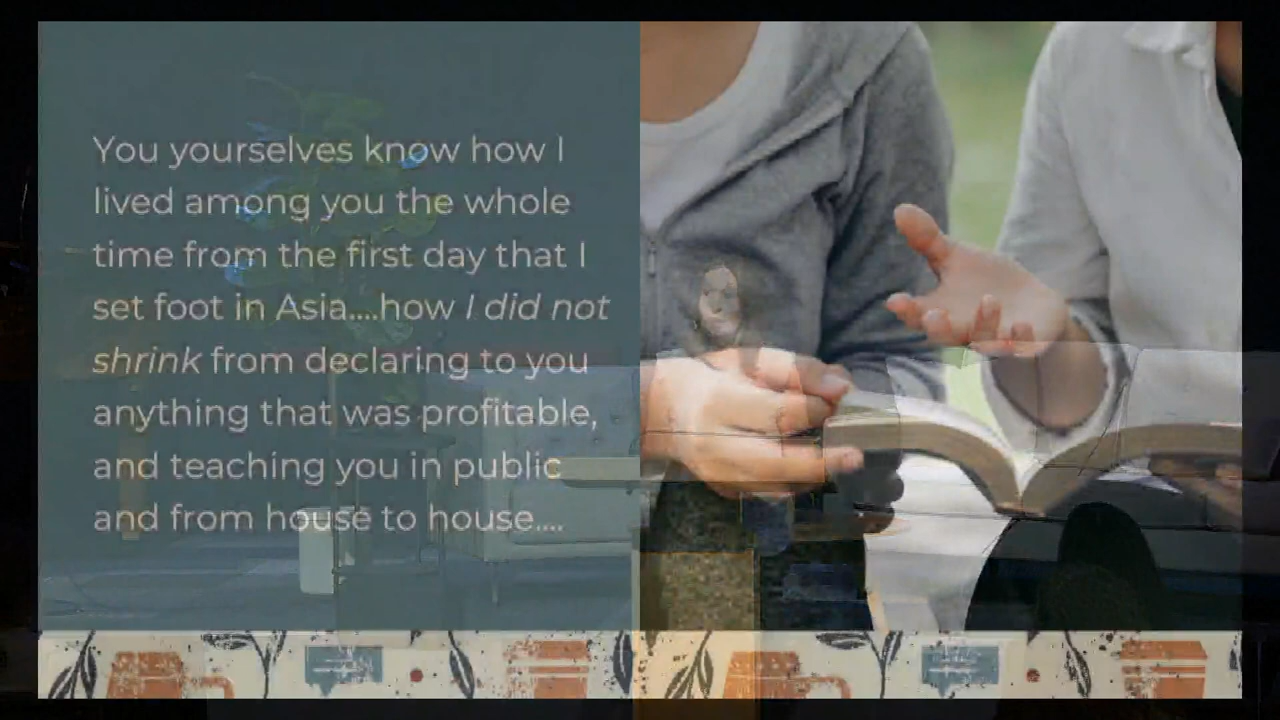 You yourselves know how I
lived among you the whole
time from the first day that I
set foot in Asia....how I did not
shrink from declaring to you
anything that was profitable,
and teaching you in public
and from house to house....